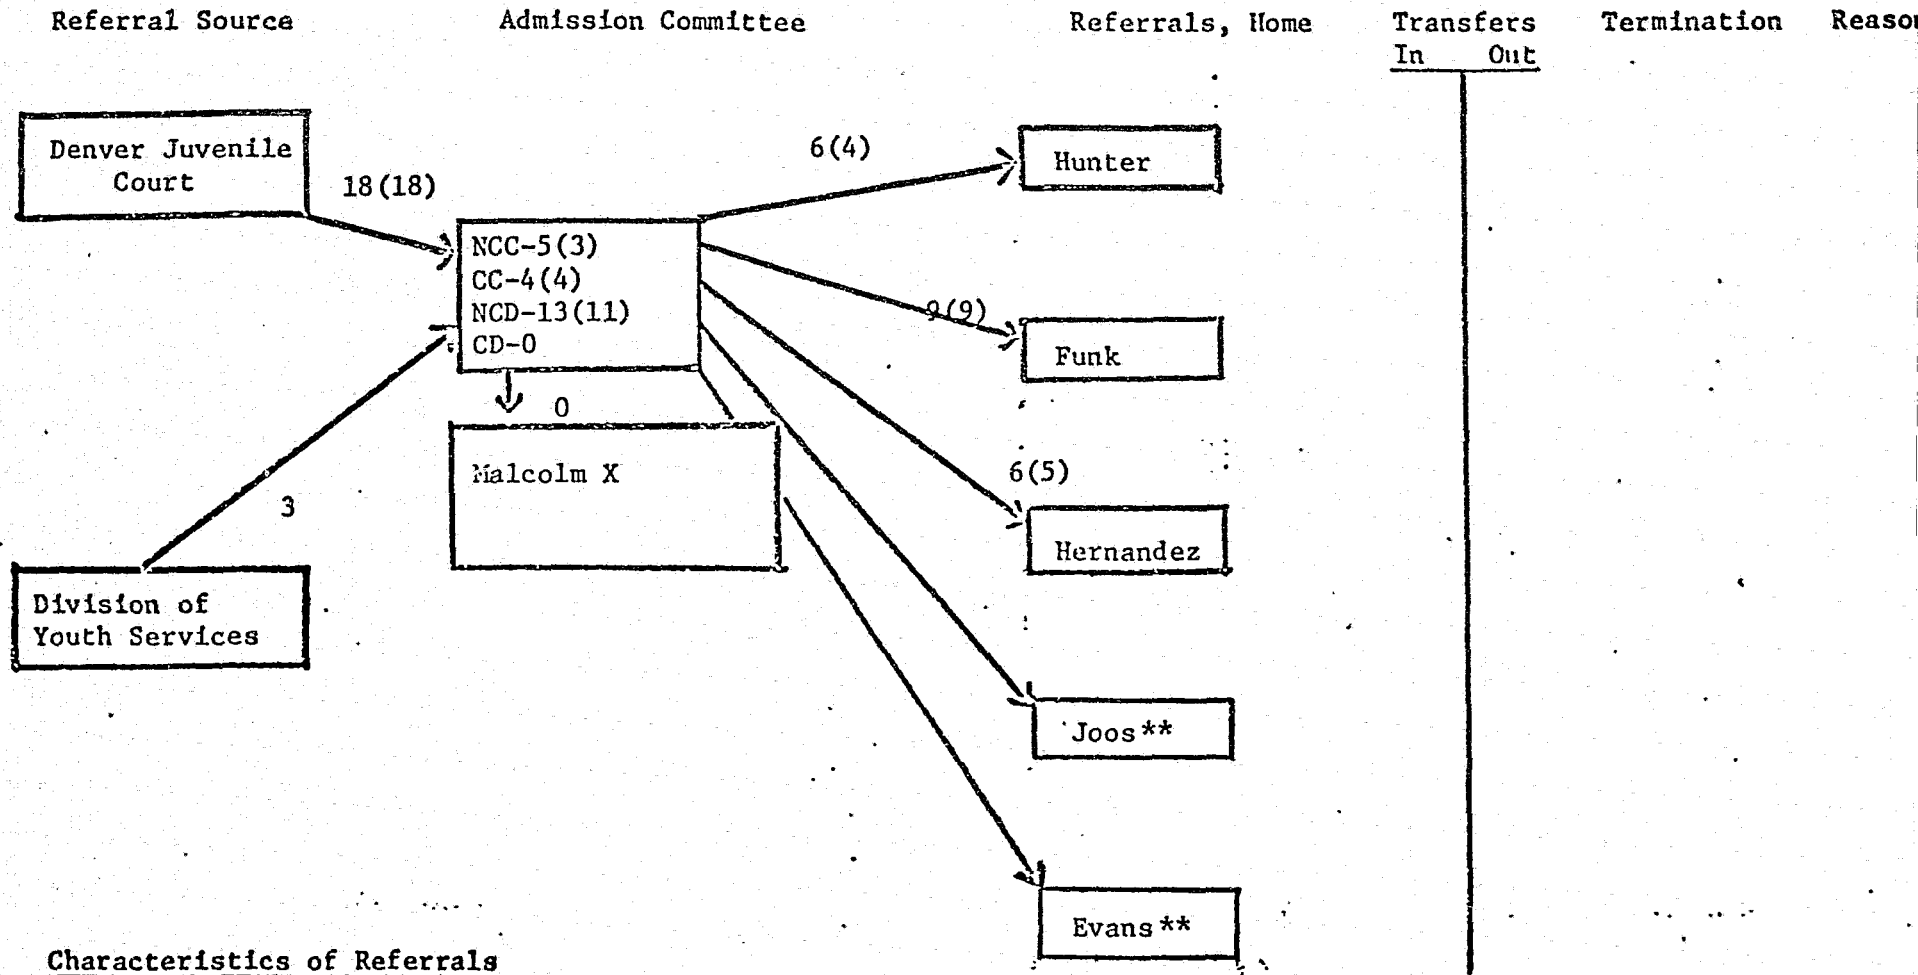 Referral Source Admission Committee Referrals, Home Transfers Termination Reason
In Out
Denver Juvenile
Court
18(18)
6(4)
Hunter
NCC-5(3)
CC-4(4)
NCD-13(11)
CD-0
9(9)
Funk
0
Malcolm X
6(5)
Hernandez
3
Division of
Youth Services
Joos**
Evans**
Characteristics of Referrals